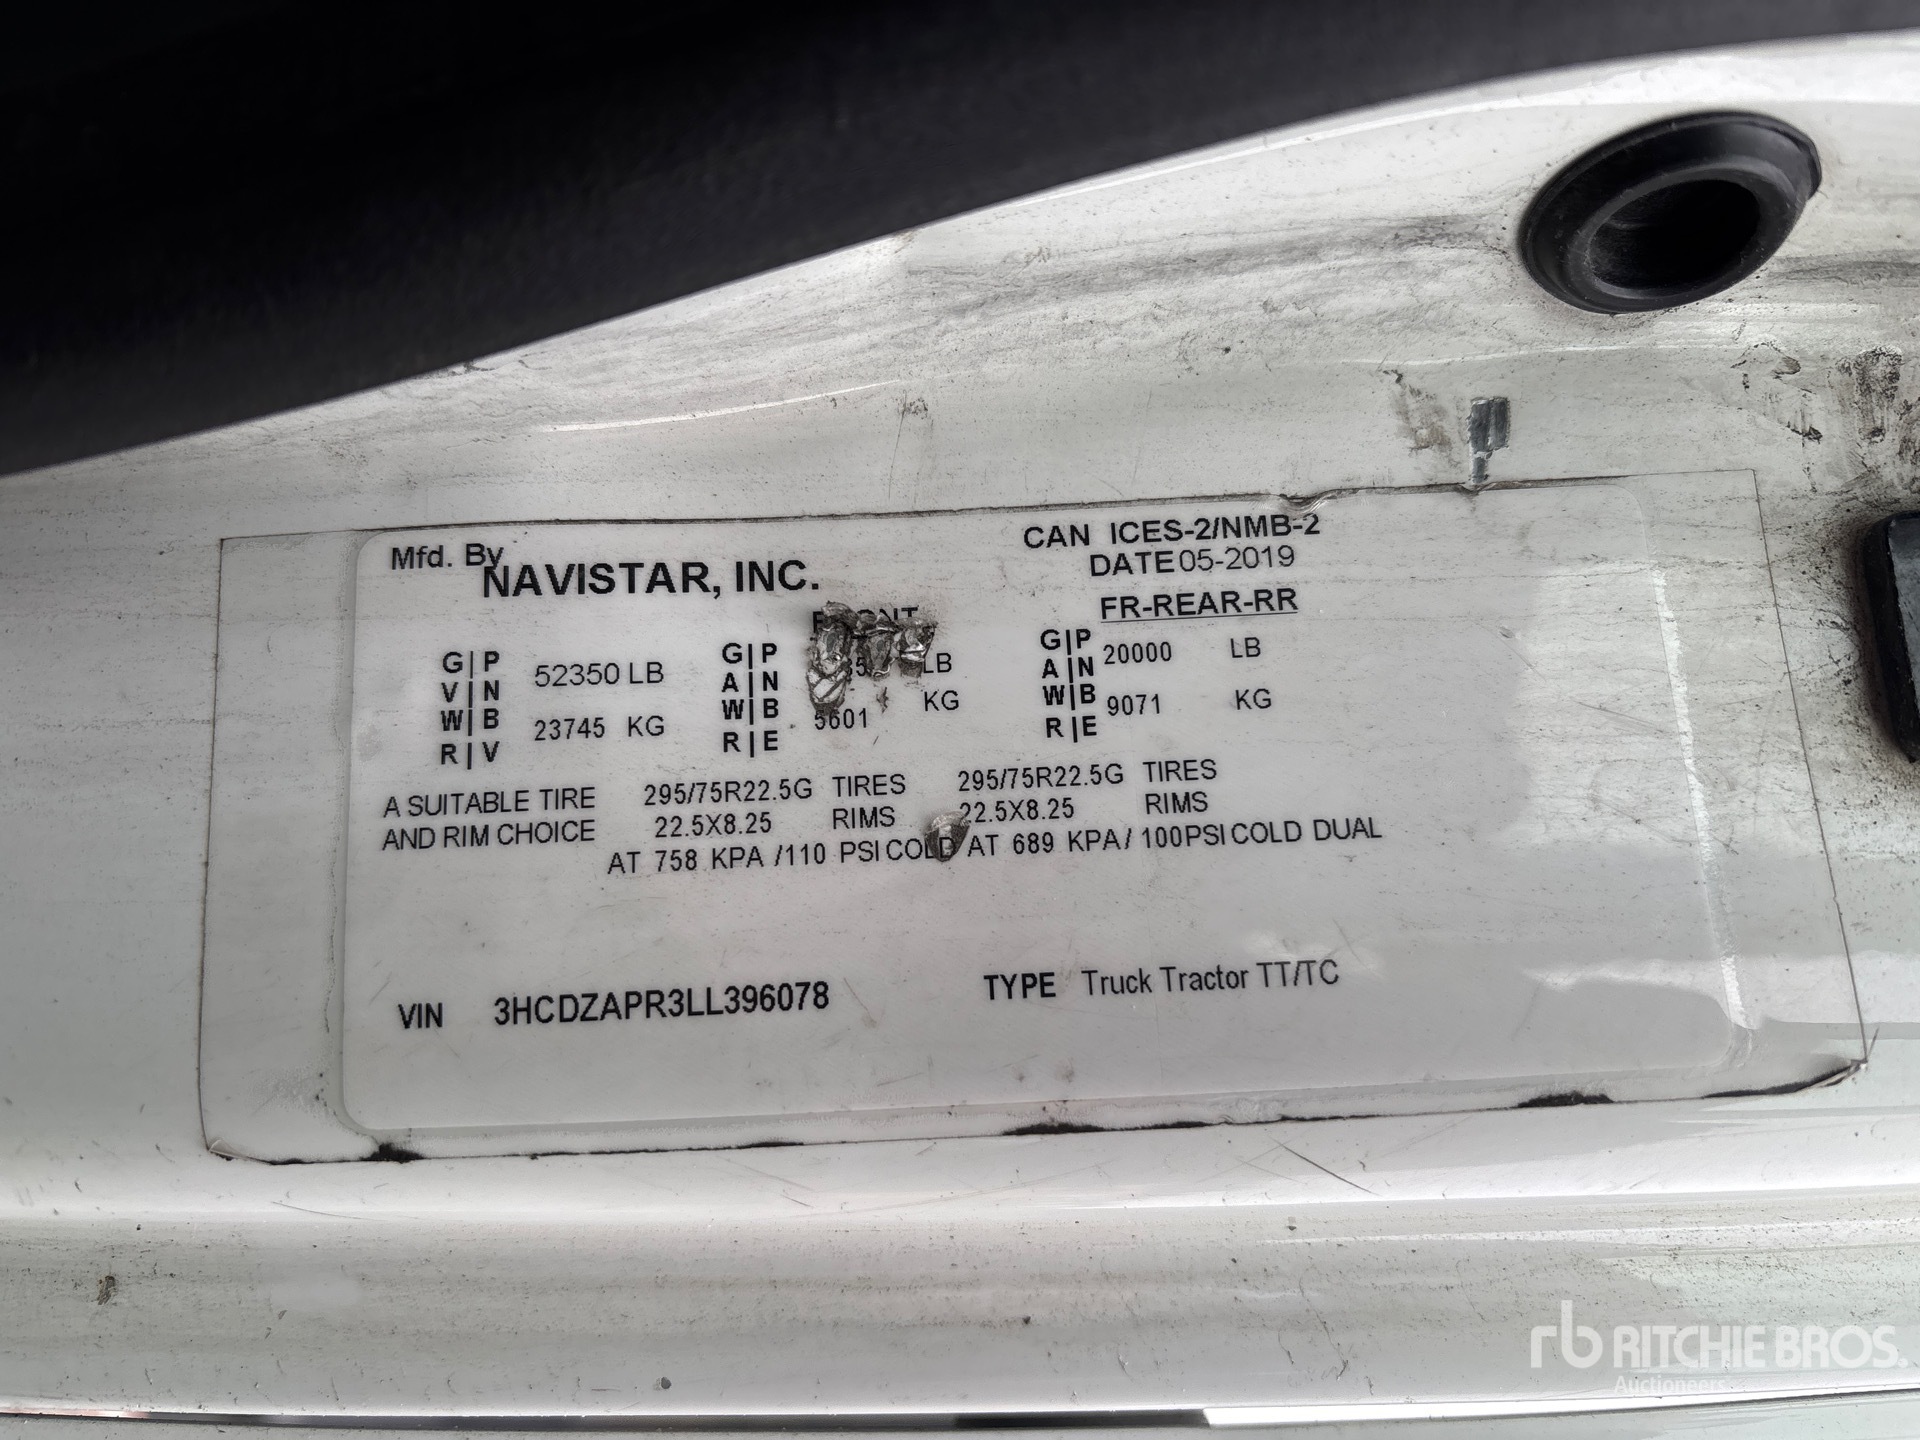 Mfd. By
NAVISTAR, INC.
CAN ICES-2/NMB-2
DATE 05-2019
FR-REAR-RR
G|P
V|N
W|B
R|V
52350 LB
23745 KG
G|P
A|N
W|B
R|E
LB
5601 KG
G|P
A|N
W|B
R|E
20000 LB
9071 KG
A SUITABLE TIRE 295/75R22.5G TIRES 295/75R22.5G TIRES
AND RIM CHOICE 22.5X8.25 RIMS 22.5X8.25 RIMS
AT 758 KPA /110 PSI COLD AT 689 KPA/ 100PSI COLD DUAL
VIN 3HCDZAPR3LL396078 TYPE Truck Tractor TT/TC
rb RITCHIE BROS.
Auctioneers